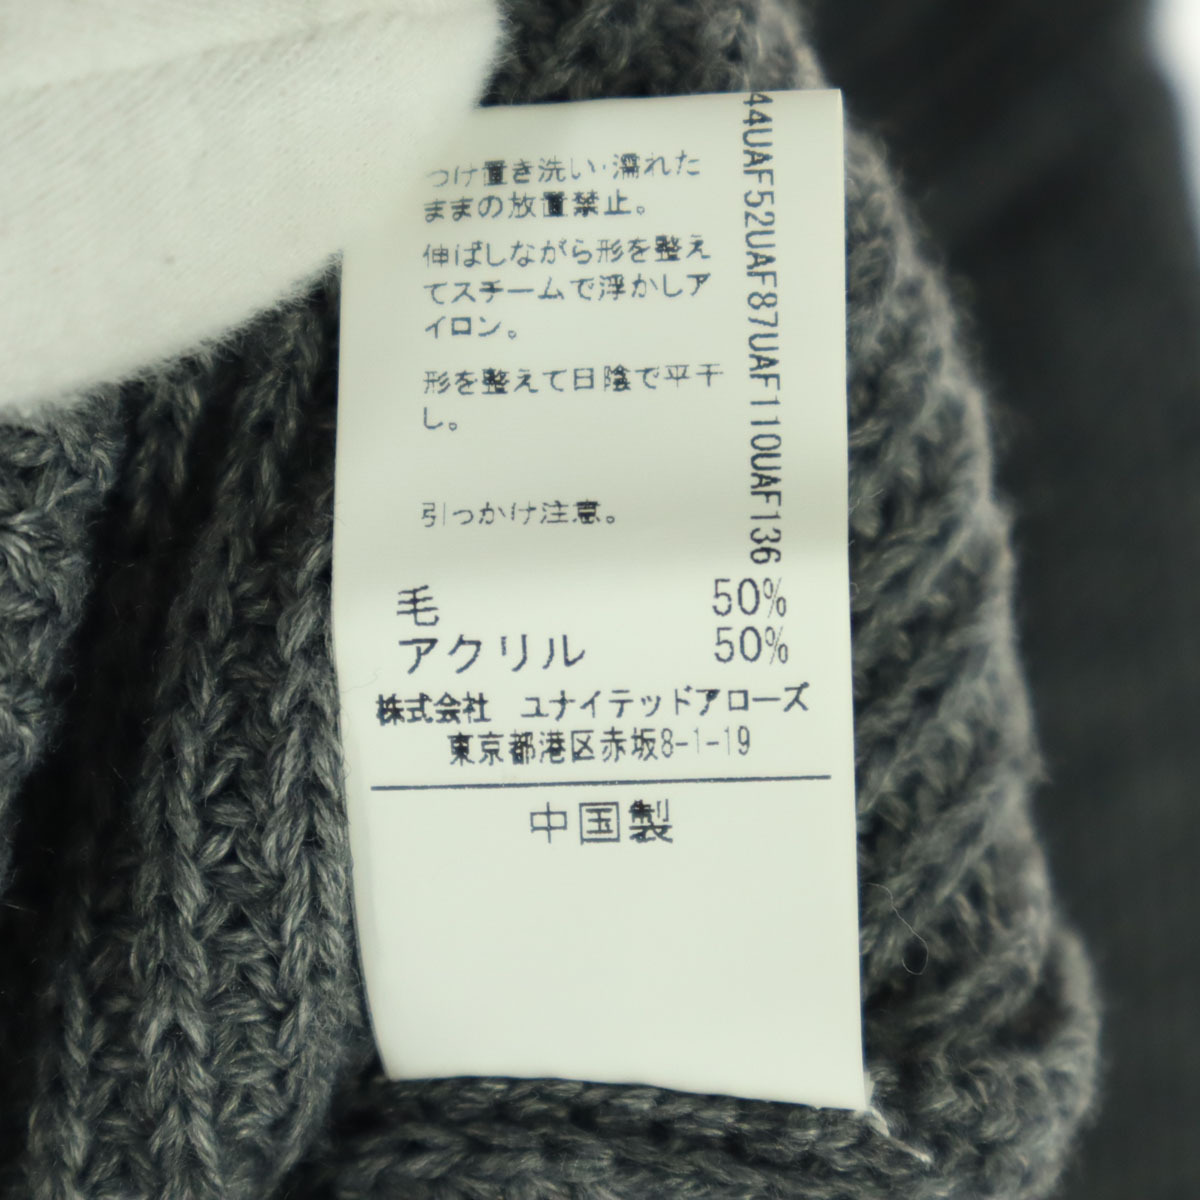 つけ置き洗い・濡れた
ままの放置禁止。
伸ばしながら形を整え
てスチームで浮かしア
イロン。
形を整えて日陰で平干
し。
引っかけ注意。
44UAF52UAF87UAF110UAF136
毛 50%
アクリル 50%
株式会社 ユナイテッドアローズ
東京都港区赤坂8-1-19
中国製